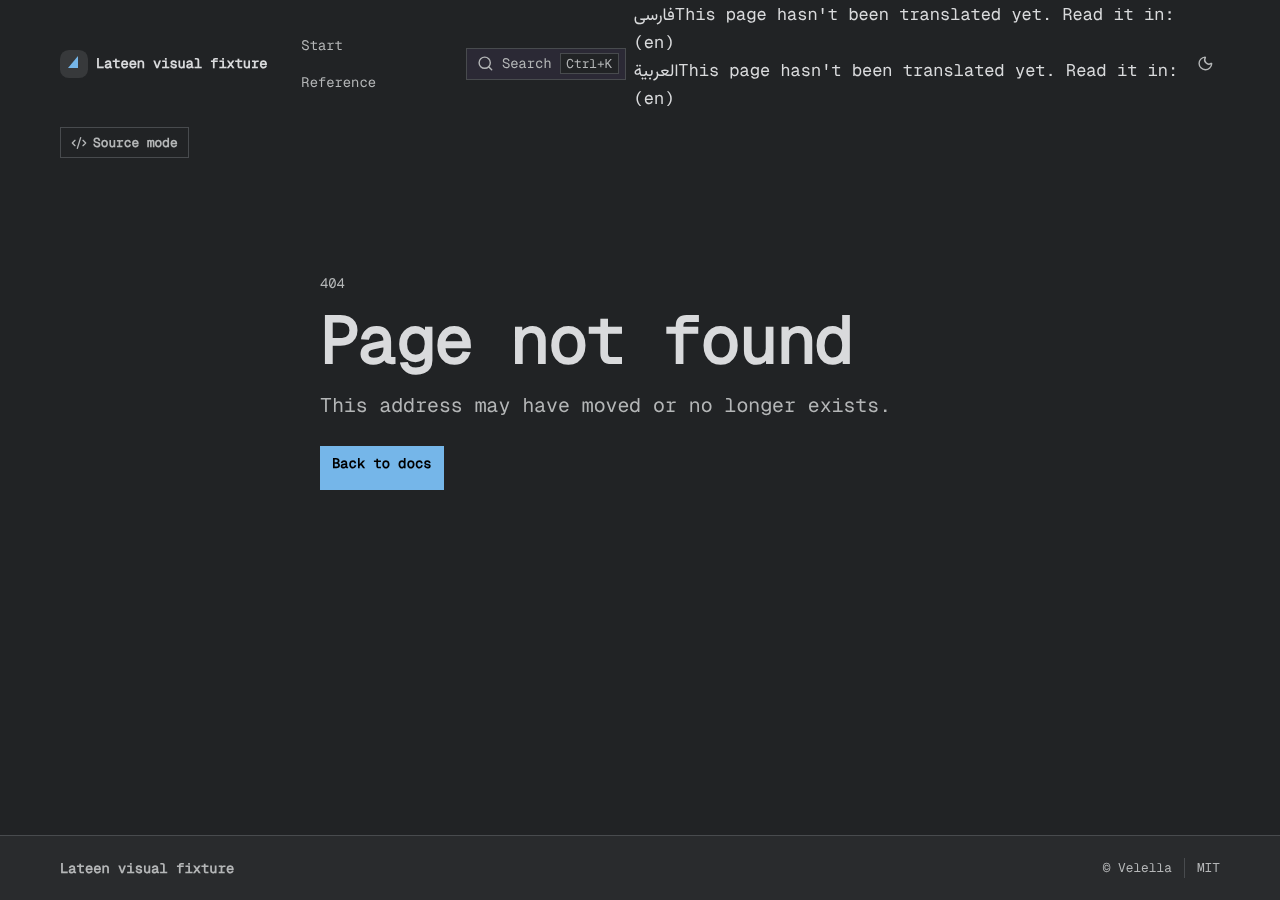 Lateen visual fixture
Start
Reference
Search Ctrl+K
فارسیThis page hasn't been translated yet. Read it in:
(en)
العربيةThis page hasn't been translated yet. Read it in:
(en)
Source mode
404
Page not found
This address may have moved or no longer exists.
Back to docs
Lateen visual fixture
© Velella
MIT